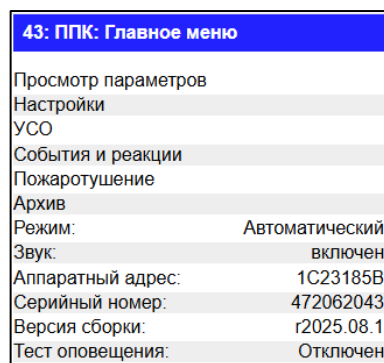 43: ППК: Главное меню
Просмотр параметров
Настройки
УСО
События и реакции
Пожаротушение
Архив
Режим: Автоматический
Звук: включен
Аппаратный адрес: 1C23185B
Серийный номер: 472062043
Версия сборки: r2025.08.1
Тест оповещения: Отключен